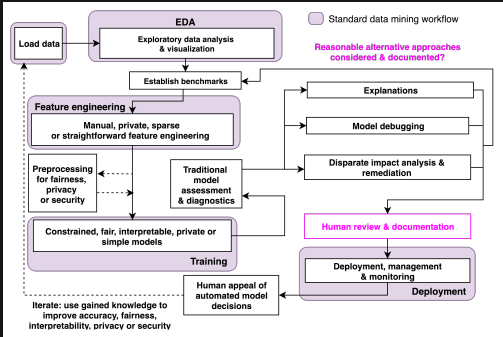 EDA
Standard data mining workflow
Load data
Exploratory data analysis
& visualization
Reasonable alternative approaches
considered & documented?
Establish benchmarks
Explanations
Feature engineering
Manual, private, sparse
or straightforward feature engineering
Model debugging
Preprocessing
for fairness,
privacy
or security
Traditional
model
assessment
& diagnostics
Disparate impact analysis &
remediation
Constrained, fair, interpretable, private or
simple models
Training
Human review & documentation
Deployment, management
& monitoring
Deployment
Human appeal of
automated model
decisions
Iterate: use gained knowledge to
improve accuracy, fairness,
interpretability, privacy or security